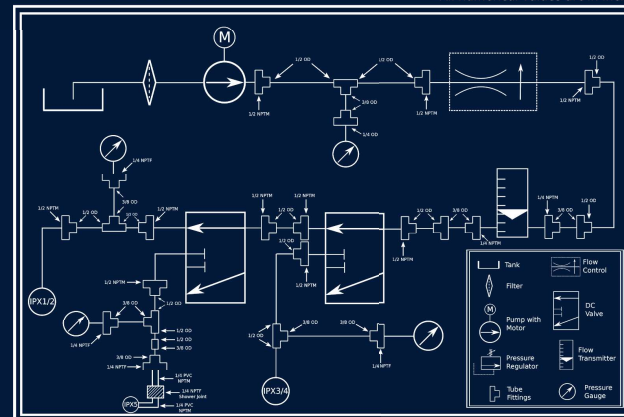 M
1/2 OD
1/2 OD
1/2 OD
1/2 NPTM
3/8 OD
1/2 NPTM
1/2 NPTM
1/4 OD
1/4 NPTF
3/8 OD
1/2 NPTM
1/2 OD
1/2 OD
1/2 NPTM
1/2 NPTM
1/2 NPTM
1/2 OD
1/2 OD
1/2 NPTM
1/2 OD
3/8 OD
1/2 NPTM
1/4 NPTM
1/4 NPTM
3/8 OD
1/2 OD
IPX1/2
1/2 NPTM
1/2 OD
3/8 OD
1/4 NPTF
1/2 OD
1/2 OD
3/8 OD
3/8 OD
1/4 NPTF
1/4 PVC
NPTM
1/4 NPTF
Shower Joint
IPX5
1/4 PVC
NPTM
1/2 OD
3/8 OD
3/8 OD
1/4 NPTF
IPX3/4
Tank
Flow
Control
Filter
M
Pump with
Motor
DC
Valve
Pressure
Regulator
Flow
Transmitter
Tube
Fittings
Pressure
Gauge